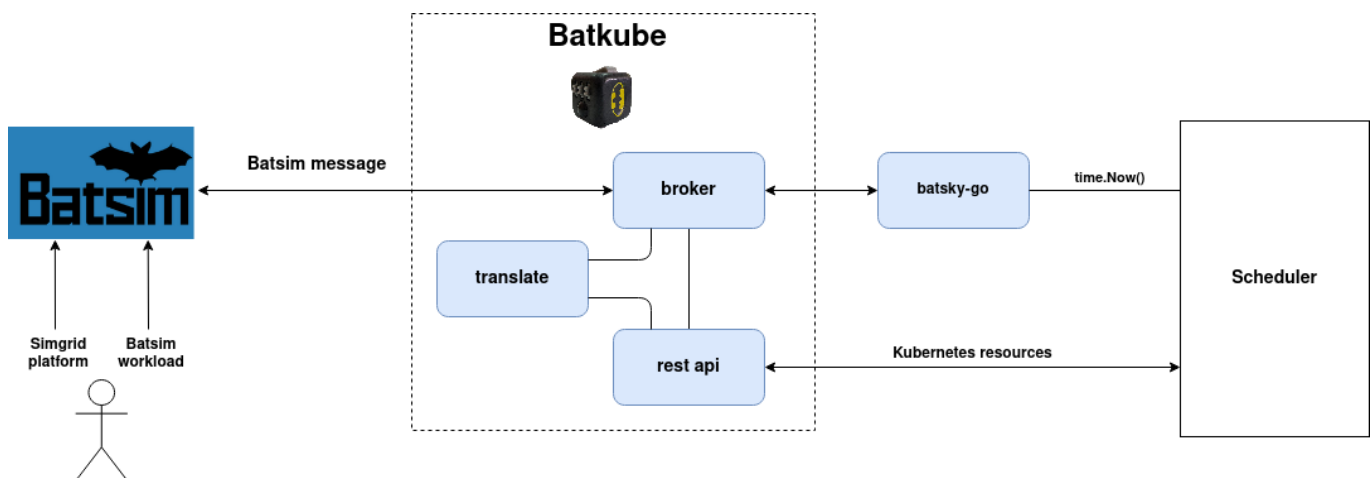 Batkube
Batsim
Batsim message
broker
batsky-go
time.Now()
translate
Scheduler
Simgrid
platform
Batsim
workload
rest api
Kubernetes resources